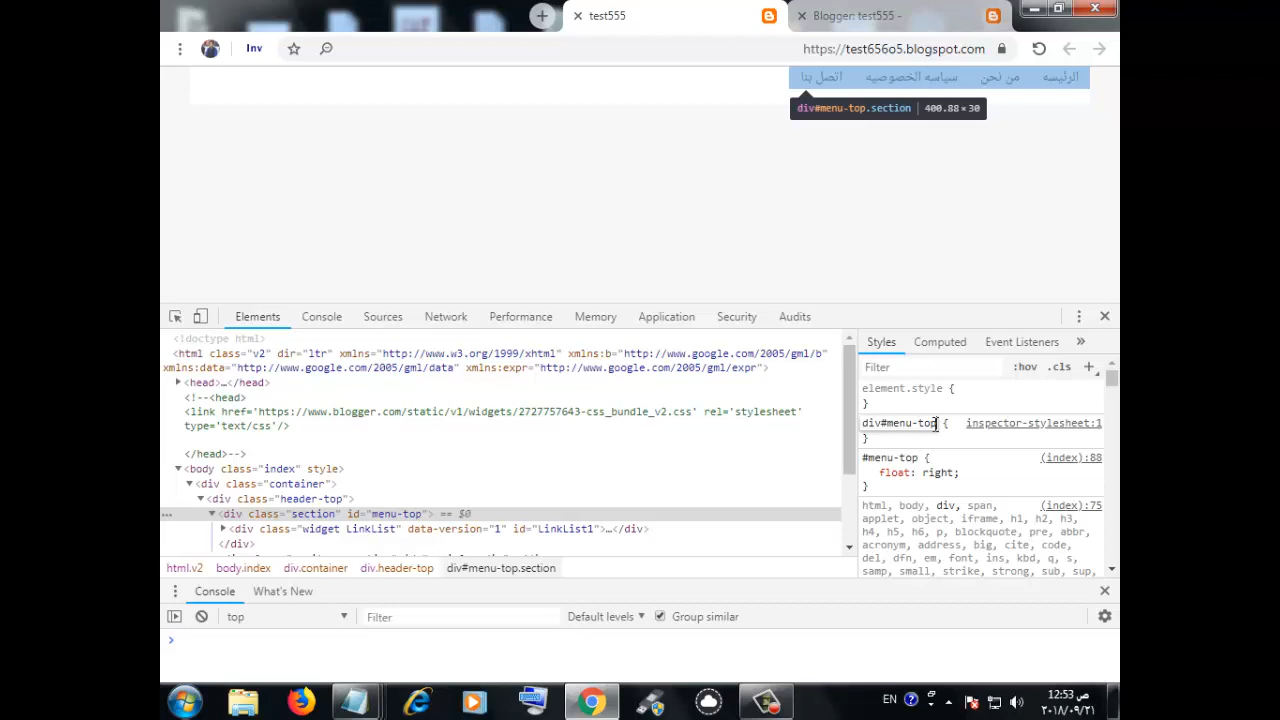 test555
Blogger: test555 -
Inv
https://test656o5.blogspot.com
الرئيسه من نحن سياسه الخصوصيه اتصل بنا
div#menu-top.section 400.88×30
Elements Console Sources Network Performance Memory Application Security Audits
<!doctype html>
<html class="v2" dir="ltr" xmlns="http://www.w3.org/1999/xhtml" xmlns:b="http://www.google.com/2005/gml/b"
xmlns:data="http://www.google.com/2005/gml/data" xmlns:expr="http://www.google.com/2005/gml/expr">
<head>…</head>
<!--<head>
<link href='https://www.blogger.com/static/v1/widgets/2727757643-css_bundle_v2.css' rel='stylesheet'
type='text/css'/>
</head>-->
<body class="index" style>
<div class="container">
<div class="header-top">
<div class="section" id="menu-top"> == $0
<div class="widget LinkList" data-version="1" id="LinkList1">…</div>
</div>
html.v2 body.index div.container div.header-top div#menu-top.section
Styles Computed Event Listeners »
Filter :hov .cls +
element.style {
}
div#menu-top { inspector-stylesheet:1
}
#menu-top { (index):88
float: right;
}
html, body, div, span, (index):75
applet, object, iframe, h1, h2, h3,
h4, h5, h6, p, blockquote, pre, abbr,
acronym, address, big, cite, code,
del, dfn, em, font, ins, kbd, q, s,
samp, small, strike, strong, sub, sup,
Console What's New
top Filter Default levels Group similar
EN
12:53 ص
٢٠١٨/٠٩/٢١